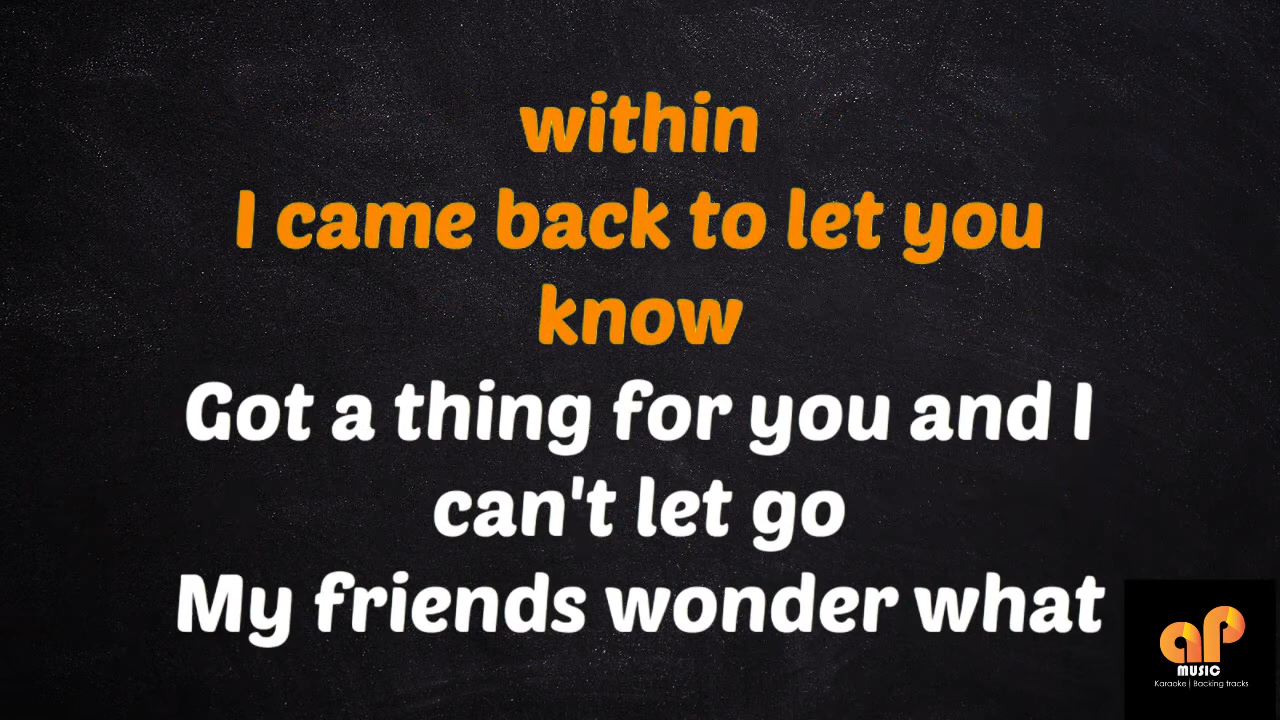 within
I came back to let you
know
Got a thing for you and I
can't let go
My friends wonder what
ap
MUSIC
Karaoke | Backing tracks